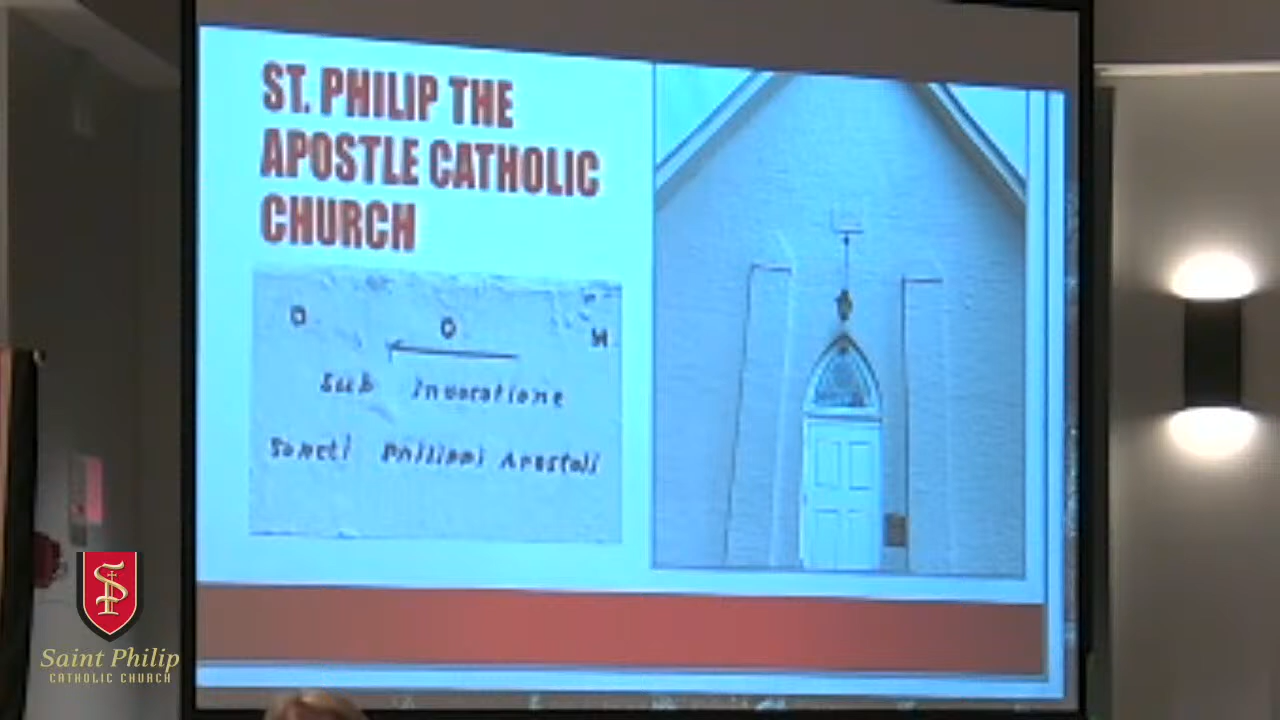 ST. PHILIP THE
APOSTLE CATHOLIC
CHURCH
D O M
Sub Invocatione
Sancti Philippi Apostoli
Saint Philip
CATHOLIC CHURCH